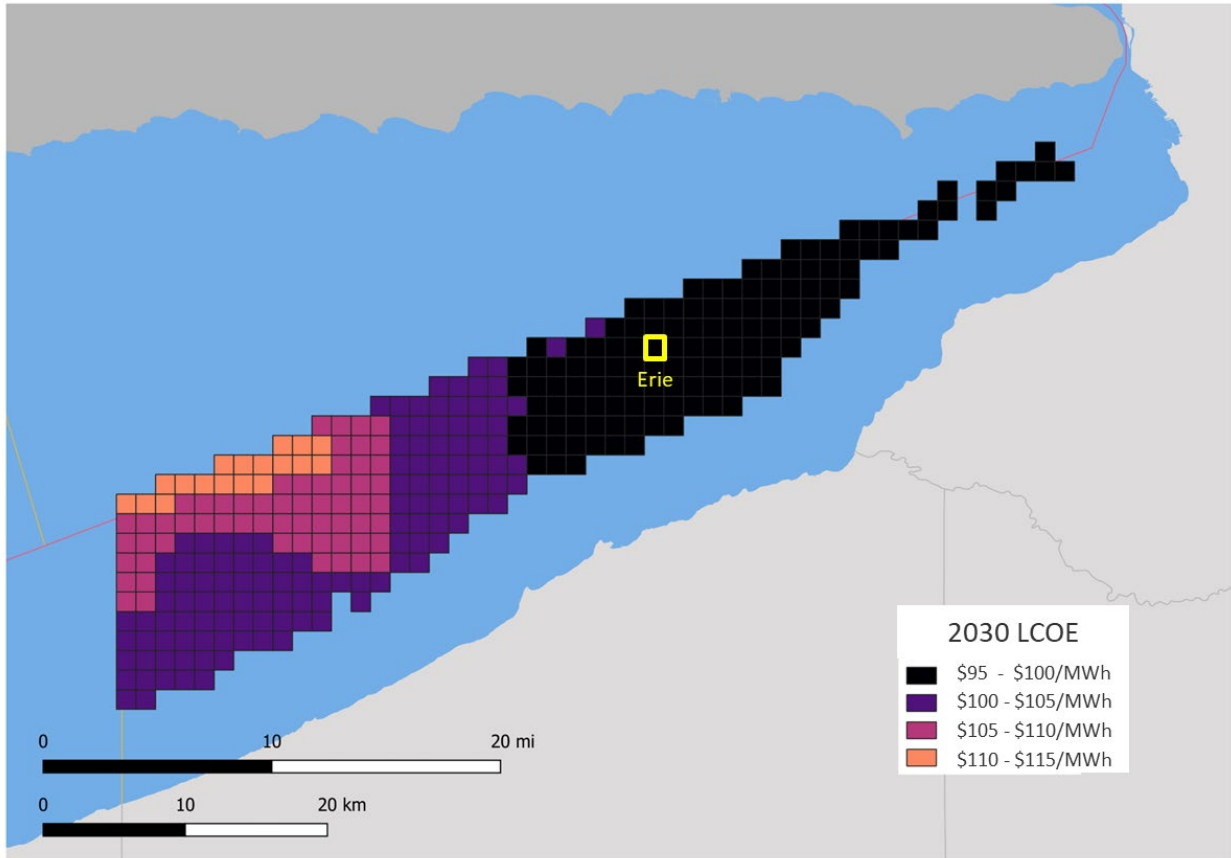 Erie
2030 LCOE
$95 - $100/MWh
$100 - $105/MWh
$105 - $110/MWh
$110 - $115/MWh
0 10 20 mi
0 10 20 km